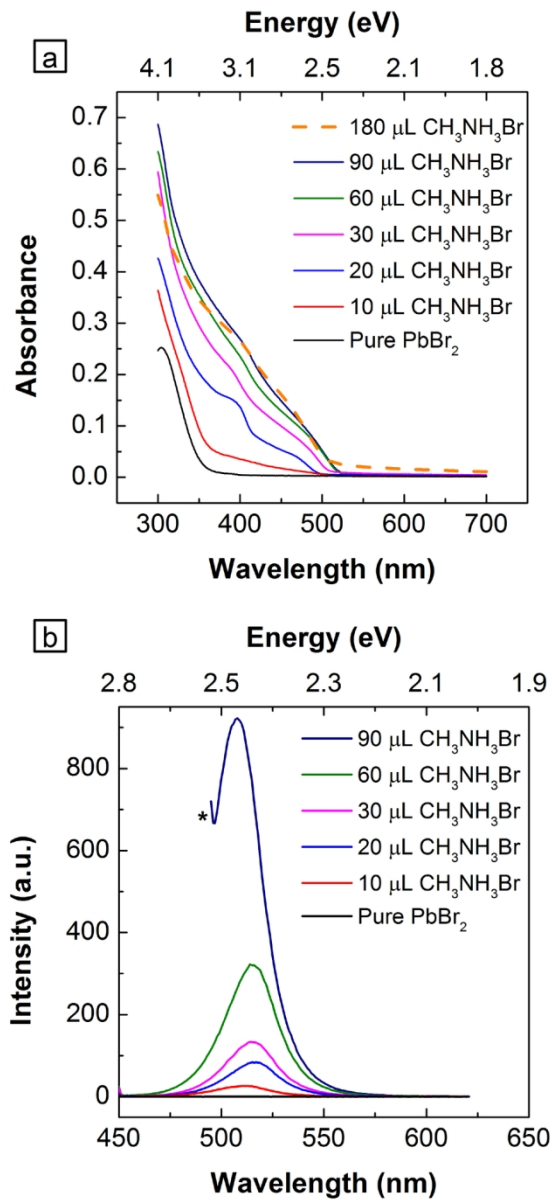 Energy (eV)
a
4.1 3.1 2.5 2.1 1.8
0.7
0.6
0.5
0.4
0.3
0.2
0.1
0.0
Absorbance
180 μL CH₃NH₃Br
90 μL CH₃NH₃Br
60 μL CH₃NH₃Br
30 μL CH₃NH₃Br
20 μL CH₃NH₃Br
10 μL CH₃NH₃Br
Pure PbBr₂
300 400 500 600 700
Wavelength (nm)
Energy (eV)
b
2.8 2.5 2.3 2.1 1.9
800
600
400
200
0
Intensity (a.u.)
*
90 μL CH₃NH₃Br
60 μL CH₃NH₃Br
30 μL CH₃NH₃Br
20 μL CH₃NH₃Br
10 μL CH₃NH₃Br
Pure PbBr₂
450 500 550 600 650
Wavelength (nm)